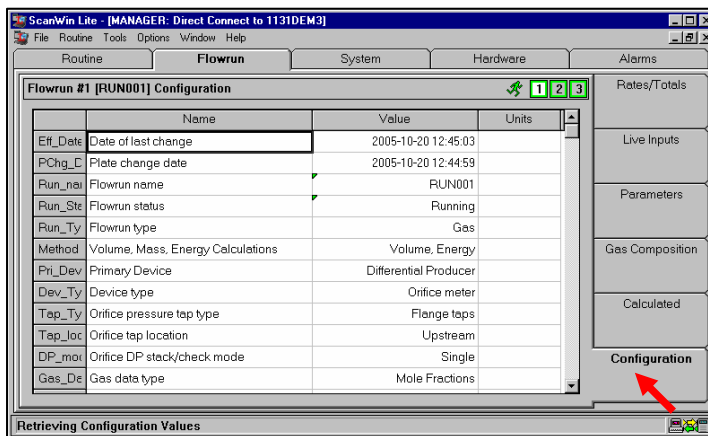 ScanWin Lite - [MANAGER: Direct Connect to 1131DEM3]
File Routine Tools Options Window Help
Routine Flowrun System Hardware Alarms
Flowrun #1 [RUN001] Configuration 1 2 3
Rates/Totals
Name Value Units
Eff_Date Date of last change 2005-10-20 12:45:03
Live Inputs
PChg_D Plate change date 2005-10-20 12:44:59
Run_nai Flowrun name RUN001
Parameters
Run_Sta Flowrun status Running
Run_Ty Flowrun type Gas
Method Volume, Mass, Energy Calculations Volume, Energy
Gas Composition
Pri_Dev Primary Device Differential Producer
Dev_Ty Device type Orifice meter
Calculated
Tap_Ty Orifice pressure tap type Flange taps
Tap_loc Orifice tap location Upstream
DP_mod Orifice DP stack/check mode Single
Configuration
Gas_Da Gas data type Mole Fractions
Retrieving Configuration Values